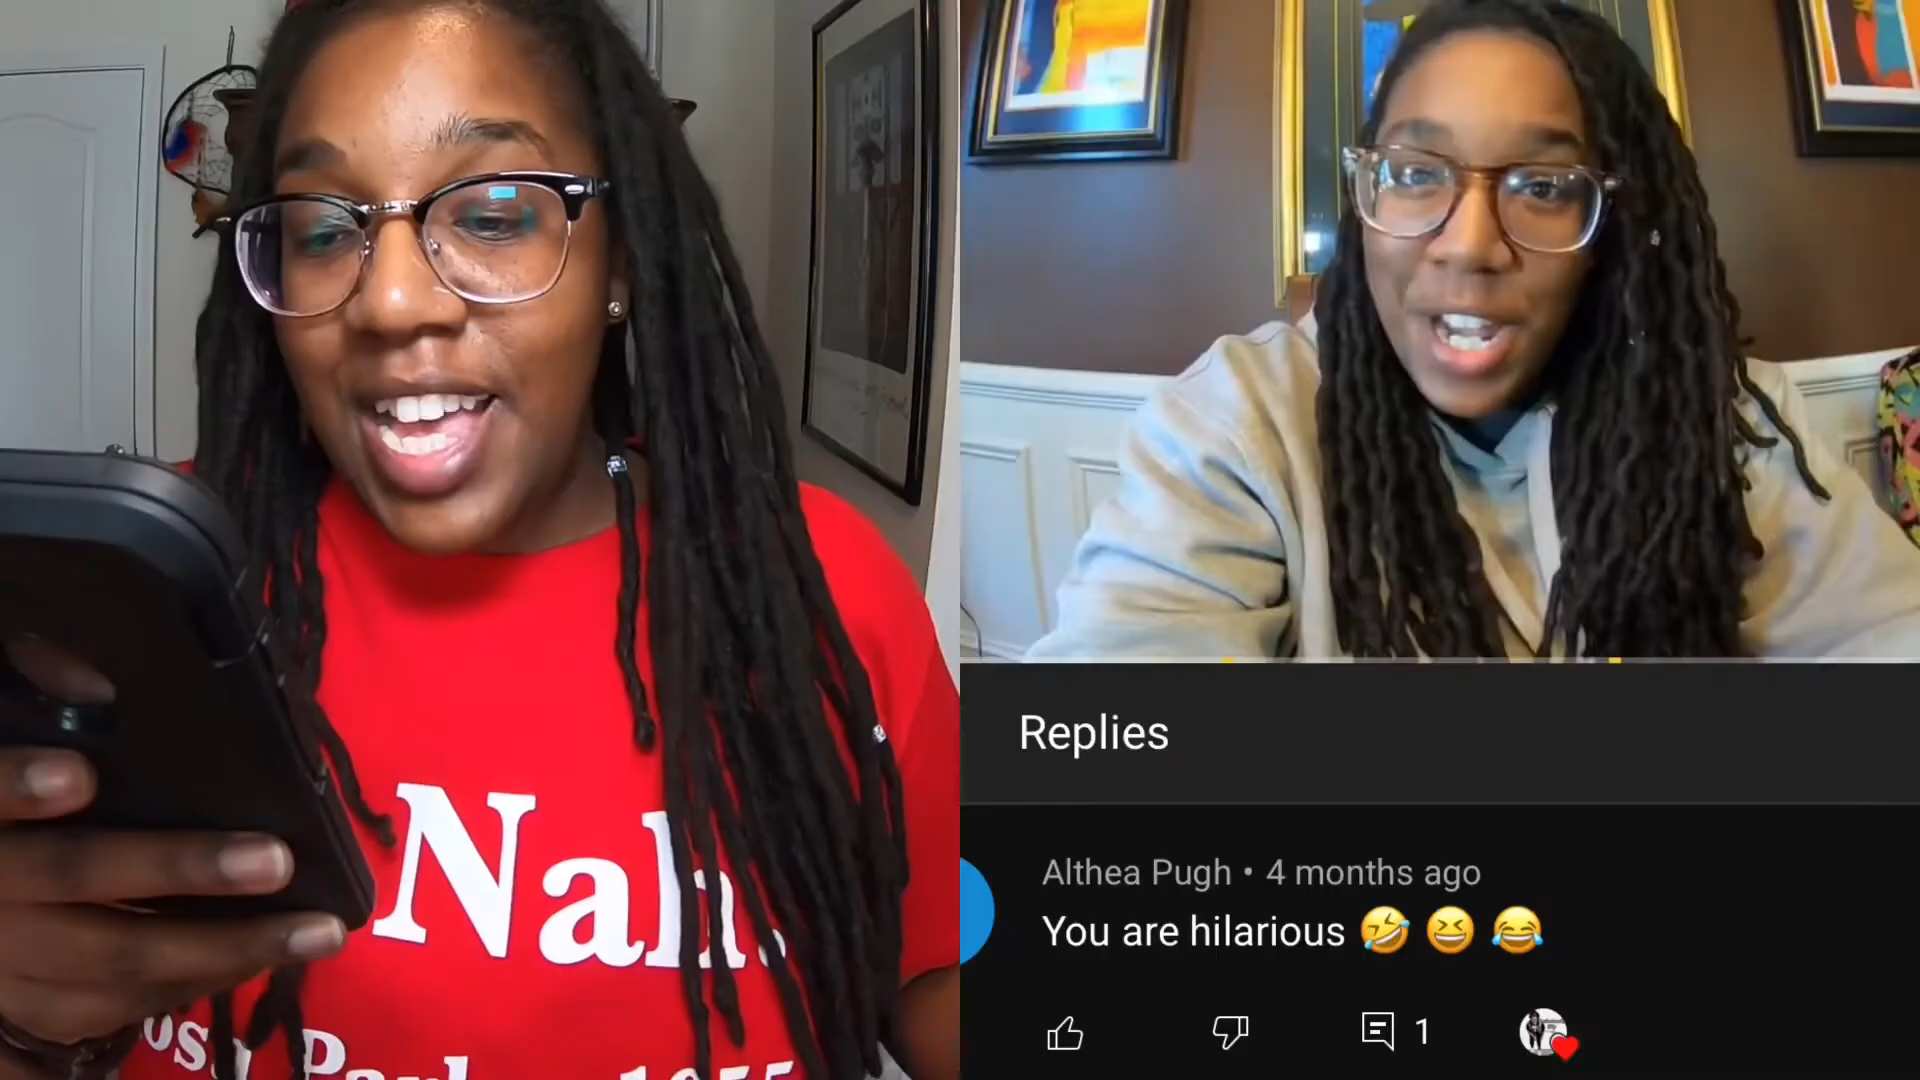 Nah.
Replies
Althea Pugh • 4 months ago
You are hilarious 🤣 😆 😂
1